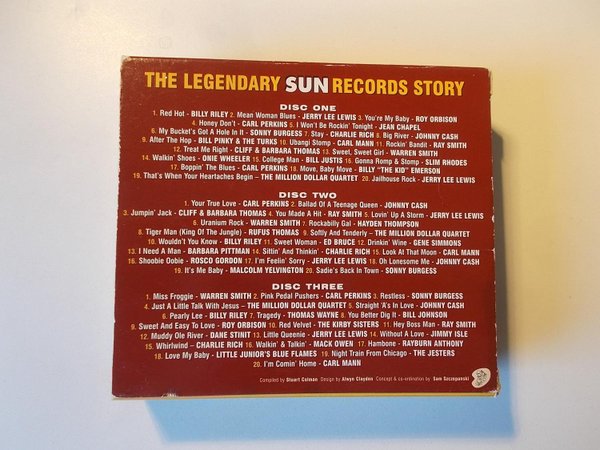 THE LEGENDARY SUN RECORDS STORY
DISC ONE
1. Red Hot - BILLY RILEY 2. Mean Woman Blues - JERRY LEE LEWIS 3. You're My Baby - ROY ORBISON
4. Honey Don't - CARL PERKINS 5. I Won't Be Rockin' Tonight - JEAN CHAPEL
6. My Bucket's Got A Hole In It - SONNY BURGESS 7. Stay - CHARLIE RICH 8. Big River - JOHNNY CASH
9. After The Hop - BILL PINKY & THE TURKS 10. Ubangi Stomp - CARL MANN 11. Rockin' Bandit - RAY SMITH
12. Treat Me Right - CLIFF & BARBARA THOMAS 13. Sweet, Sweet Girl - WARREN SMITH
14. Walkin' Shoes - ONIE WHEELER 15. College Man - BILL JUSTIS 16. Gonna Romp & Stomp - SLIM RHODES
17. Boppin' The Blues - CARL PERKINS 18. Move, Baby Move - BILLY "THE KID" EMERSON
19. That's When Your Heartaches Begin – THE MILLION DOLLAR QUARTET 20. Jailhouse Rock - JERRY LEE LEWIS
DISC TWO
1. Your True Love - CARL PERKINS 2. Ballad Of A Teenage Queen - JOHNNY CASH
3. Jumpin' Jack - CLIFF & BARBARA THOMAS 4. You Made A Hit - RAY SMITH 5. Lovin' Up A Storm - JERRY LEE LEWIS
6. Uranium Rock - WARREN SMITH 7. Rockabilly Gal - HAYDEN THOMPSON
8. Tiger Man (King Of The Jungle) - RUFUS THOMAS 9. Softly And Tenderly – THE MILLION DOLLAR QUARTET
10. Wouldn't You Know - BILLY RILEY 11. Sweet Woman - ED BRUCE 12. Drinkin' Wine - GENE SIMMONS
13. I Need A Man - BARBARA PITTMAN 14. Sittin' And Thinkin' - CHARLIE RICH 15. Look At That Moon - CARL MANN
16. Shoobie Oobie - ROSCO GORDON 17. I'm Feelin' Sorry - JERRY LEE LEWIS 18. Oh Lonesome Me - JOHNNY CASH
19. It's Me Baby - MALCOLM YELVINGTON 20. Sadie's Back In Town - SONNY BURGESS
DISC THREE
1. Miss Froggie - WARREN SMITH 2. Pink Pedal Pushers - CARL PERKINS 3. Restless - SONNY BURGESS
4. Just A Little Talk With Jesus – THE MILLION DOLLAR QUARTET 5. Straight 'A's In Love - JOHNNY CASH
6. Pearly Lee - BILLY RILEY 7. Tragedy - THOMAS WAYNE 8. You Better Dig It - BILL JOHNSON
9. Sweet And Easy To Love - ROY ORBISON 10. Red Velvet - THE KIRBY SISTERS 11. Hey Boss Man - RAY SMITH
12. Muddy Ole River - DANE STINIT 13. Little Queenie - JERRY LEE LEWIS 14. Without A Love - JIMMY ISLE
15. Whirlwind – CHARLIE RICH 16. Walkin' & Talkin' - MACK OWEN 17. Hambone - RAYBURN ANTHONY
18. Love My Baby - LITTLE JUNIOR'S BLUE FLAMES 19. Night Train From Chicago - THE JESTERS
20. I'm Comin' Home - CARL MANN
Compiled by Stuart Colman Design by Alwyn Clayden Concept & co-ordination by Sam Szczepanski